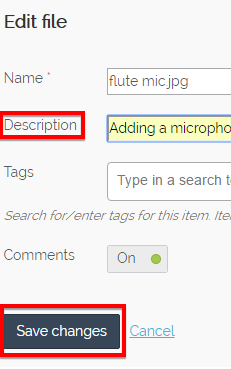 Edit file
Name *
flute mic.jpg
Description
Adding a micropho
Tags
Type in a search t
Search for/enter tags for this item. Ite
Comments
On
Save changes
Cancel